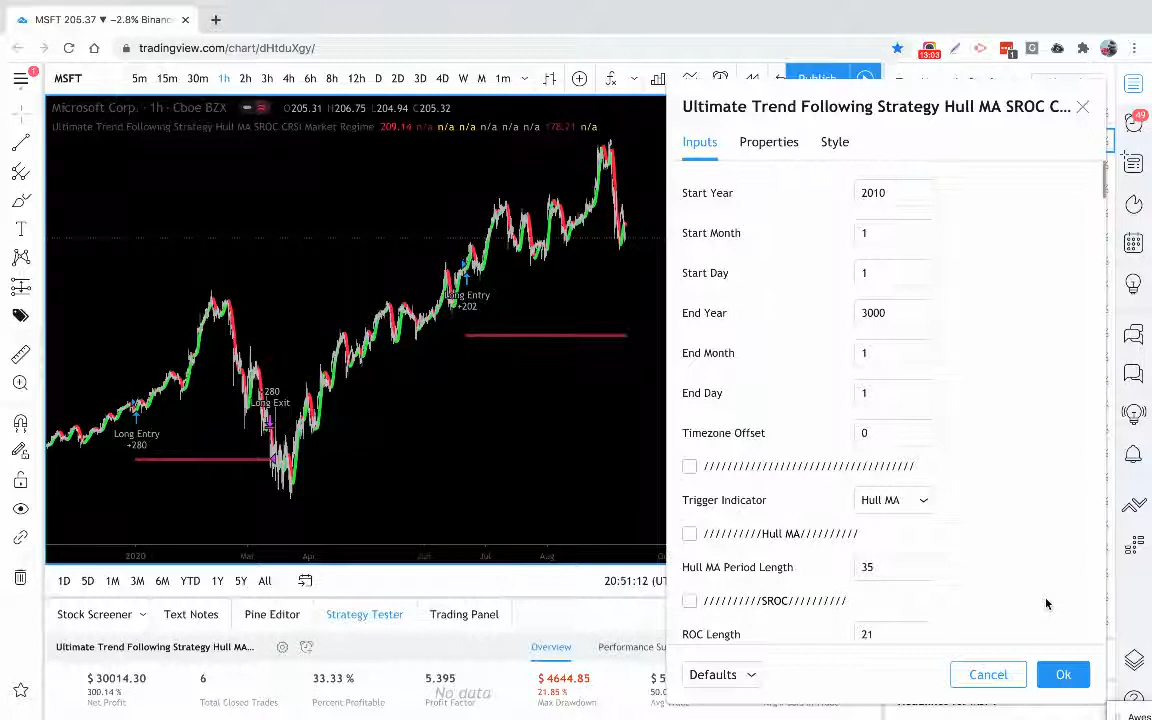 MSFT 205.37 ▼ −2.8% Binanc
tradingview.com/chart/dHtduXgy/
13:03
1
1
MSFT 5m 15m 30m 1h 2h 3h 4h 6h 8h 12h D 2D 3D 4D W M 1m
Publish
Microsoft Corp. · 1h · Cboe BZX O205.31 H206.75 L204.94 C205.32
Ultimate Trend Following Strategy Hull MA SROC CRSI Market Regime 209.14 n/a n/a n/a n/a n/a n/a 178.21 n/a
Long Entry
+202
280
Long Exit
Long Entry
+280
2020 Mar Apr Jun Jul Aug
1D 5D 1M 3M 6M YTD 1Y 5Y All
20:51:12 (UT
Stock Screener Text Notes Pine Editor Strategy Tester Trading Panel
Ultimate Trend Following Strategy Hull MA...
Overview
Performance Su
$ 30014.30
300.14 %
Net Profit
6
Total Closed Trades
33.33 %
Percent Profitable
5.395
Profit Factor
No data
$ 4644.85
21.85 %
Max Drawdown
Ultimate Trend Following Strategy Hull MA SROC C...
Inputs Properties Style
Start Year 2010
Start Month 1
Start Day 1
End Year 3000
End Month 1
End Day 1
Timezone Offset 0
////////////////////////////////////
Trigger Indicator Hull MA
//////////Hull MA//////////
Hull MA Period Length 35
//////////SROC//////////
ROC Length 21
Defaults
Cancel
Ok
49
Awes